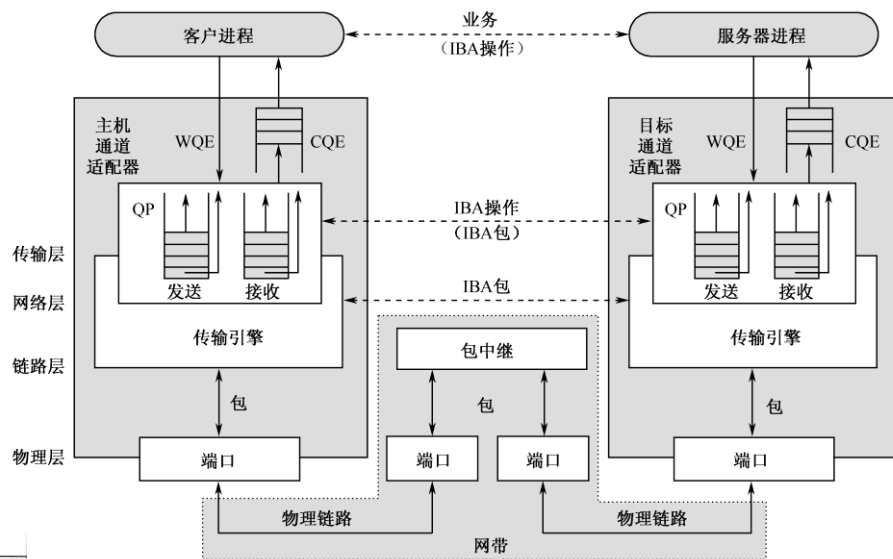 客户进程
业务
（IBA操作）
服务器进程
主机
通道
适配器
WQE
CQE
目标
通道
适配器
WQE
CQE
QP
IBA操作
（IBA包）
QP
传输层
发送
接收
IBA包
发送
接收
网络层
传输引擎
包中继
传输引擎
链路层
包
包
包
物理层
端口
端口
端口
端口
物理链路
物理链路
网带